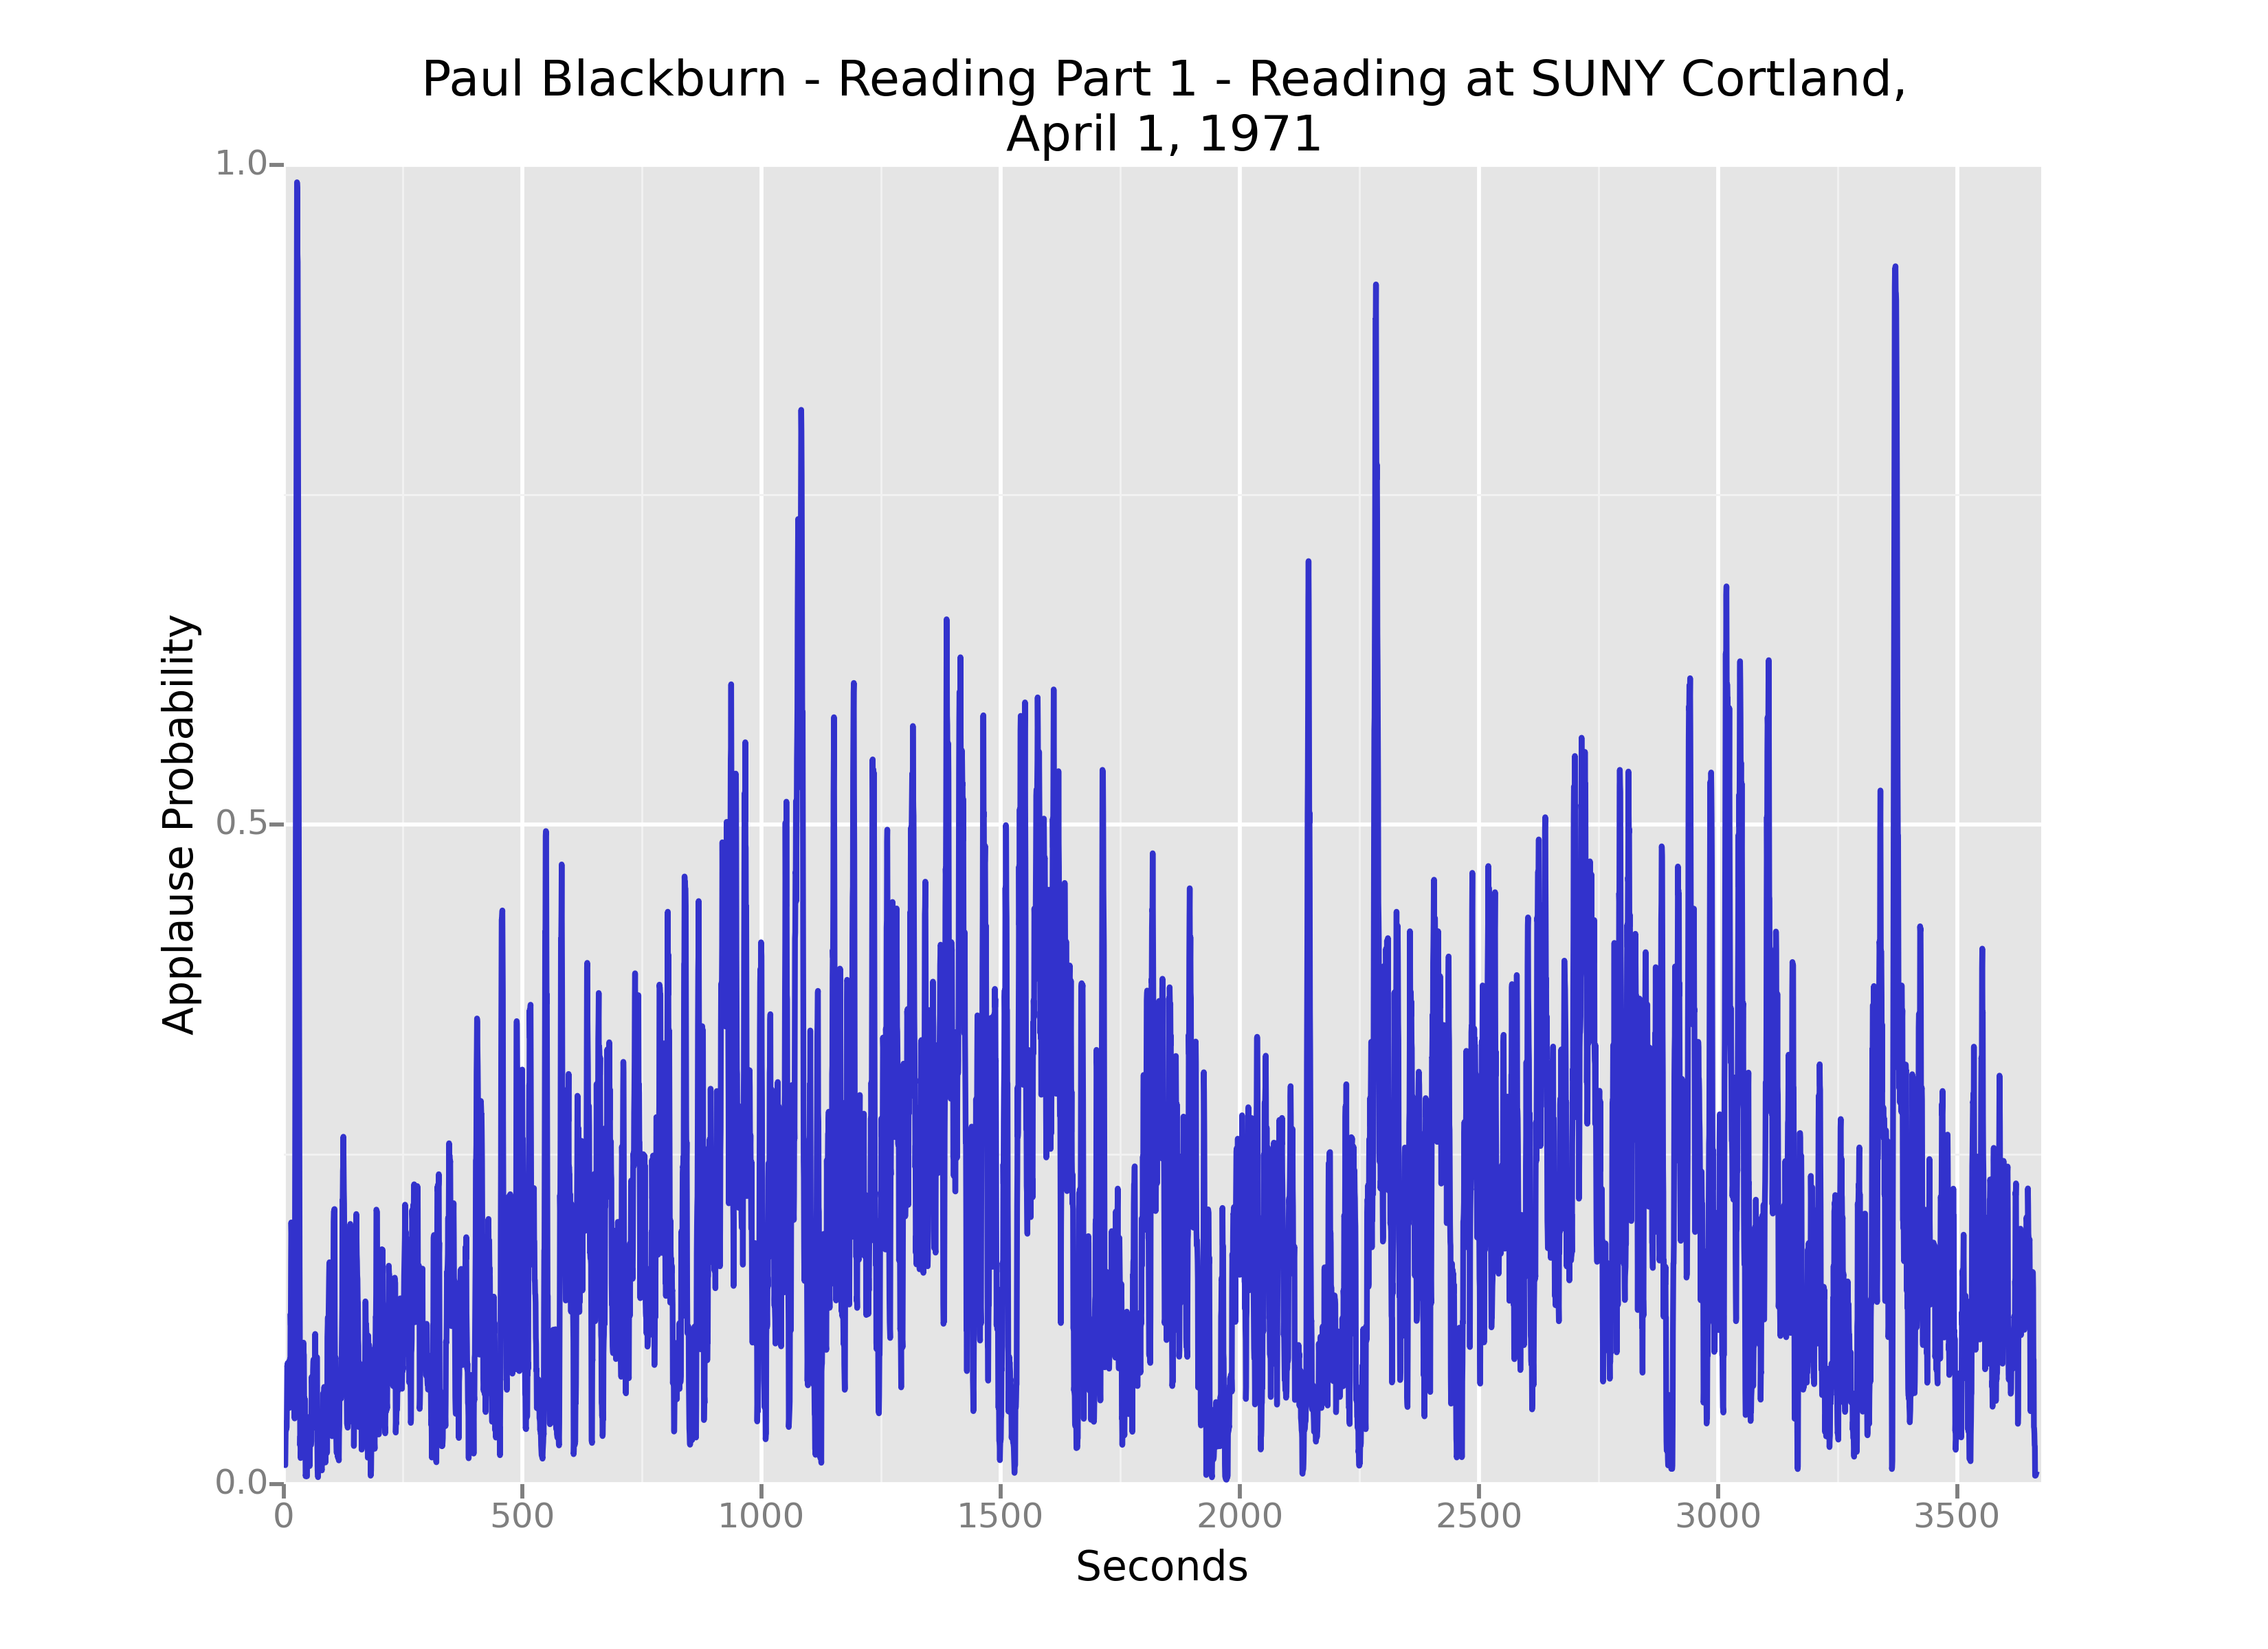 Paul Blackburn - Reading Part 1 - Reading at SUNY Cortland,
April 1, 1971
1.0
0.5
0.0
Applause Probability
0 500 1000 1500 2000 2500 3000 3500
Seconds